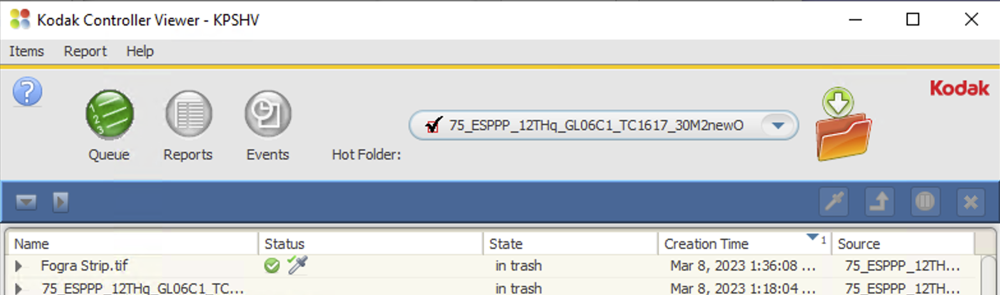 Kodak Controller Viewer - KPSHV
Items Report Help
Kodak
75_ESPPP_12THq_GL06C1_TC1617_30M2newO
Queue Reports Events Hot Folder:
Name Status State Creation Time 1 Source
Fogra Strip.tif in trash Mar 8, 2023 1:36:08 ... 75_ESPPP_12TH...
75_ESPPP_12THq_GL06C1_TC... in trash Mar 8, 2023 1:18:04 ... 75_ESPPP_12TH...